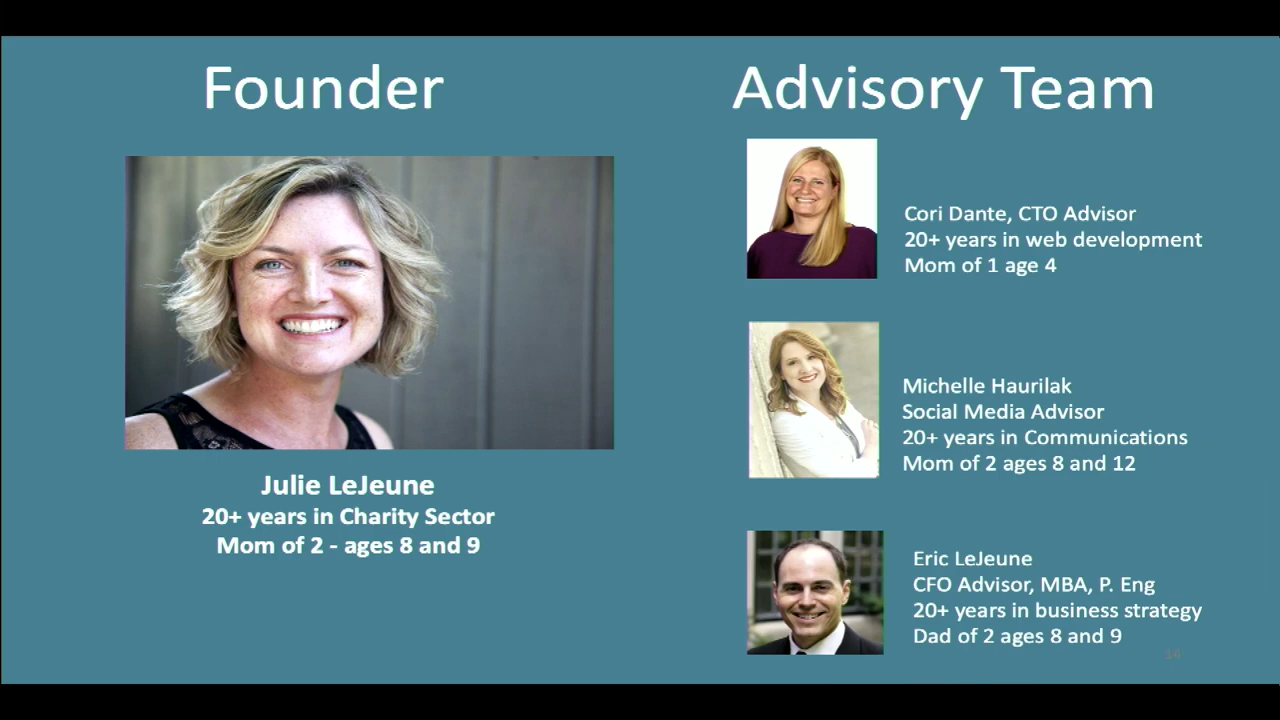 Founder
Julie LeJeune
20+ years in Charity Sector
Mom of 2 - ages 8 and 9
Advisory Team
Cori Dante, CTO Advisor
20+ years in web development
Mom of 1 age 4
Michelle Haurilak
Social Media Advisor
20+ years in Communications
Mom of 2 ages 8 and 12
Eric LeJeune
CFO Advisor, MBA, P. Eng
20+ years in business strategy
Dad of 2 ages 8 and 9
14